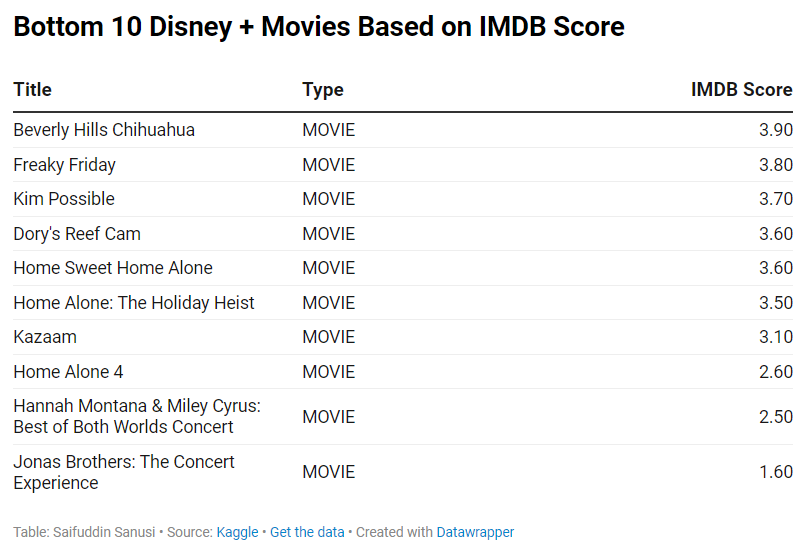 Bottom 10 Disney + Movies Based on IMDB Score
Title Type IMDB Score
Beverly Hills Chihuahua MOVIE 3.90
Freaky Friday MOVIE 3.80
Kim Possible MOVIE 3.70
Dory's Reef Cam MOVIE 3.60
Home Sweet Home Alone MOVIE 3.60
Home Alone: The Holiday Heist MOVIE 3.50
Kazaam MOVIE 3.10
Home Alone 4 MOVIE 2.60
Hannah Montana & Miley Cyrus:
Best of Both Worlds Concert MOVIE 2.50
Jonas Brothers: The Concert
Experience MOVIE 1.60
Table: Saifuddin Sanusi • Source: Kaggle • Get the data • Created with Datawrapper